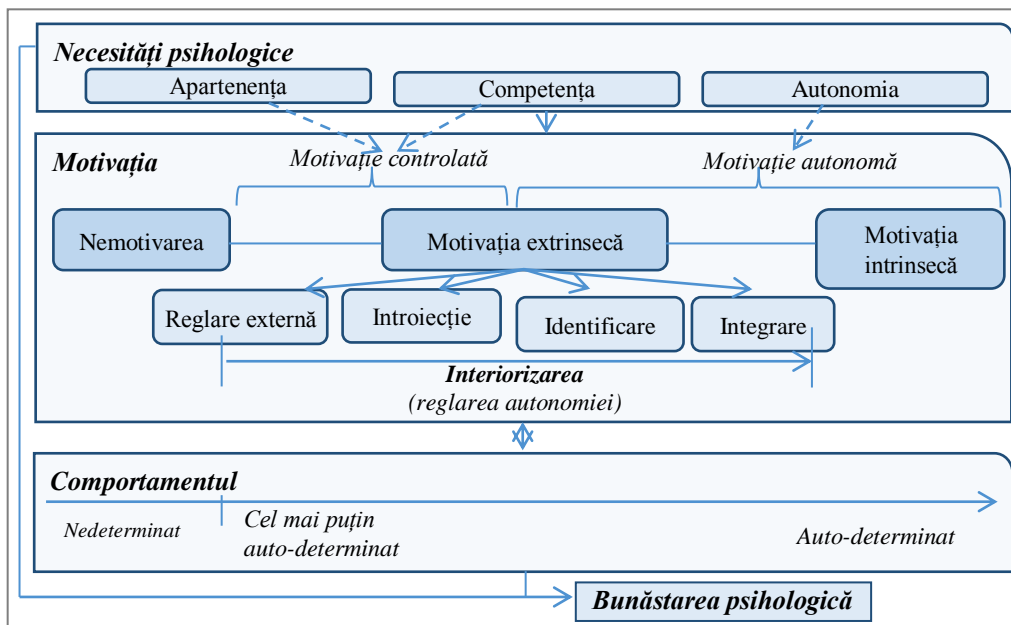 Necesități psihologice
Apartenența
Competența
Autonomia
Motivația
Motivație controlată
Motivație autonomă
Nemotivarea
Motivația extrinsecă
Motivația
intrinsecă
Reglare externă
Introiecție
Identificare
Integrare
Interiorizarea
(reglarea autonomiei)
Comportamentul
Nedeterminat
Cel mai puțin
auto-determinat
Auto-determinat
Bunăstarea psihologică